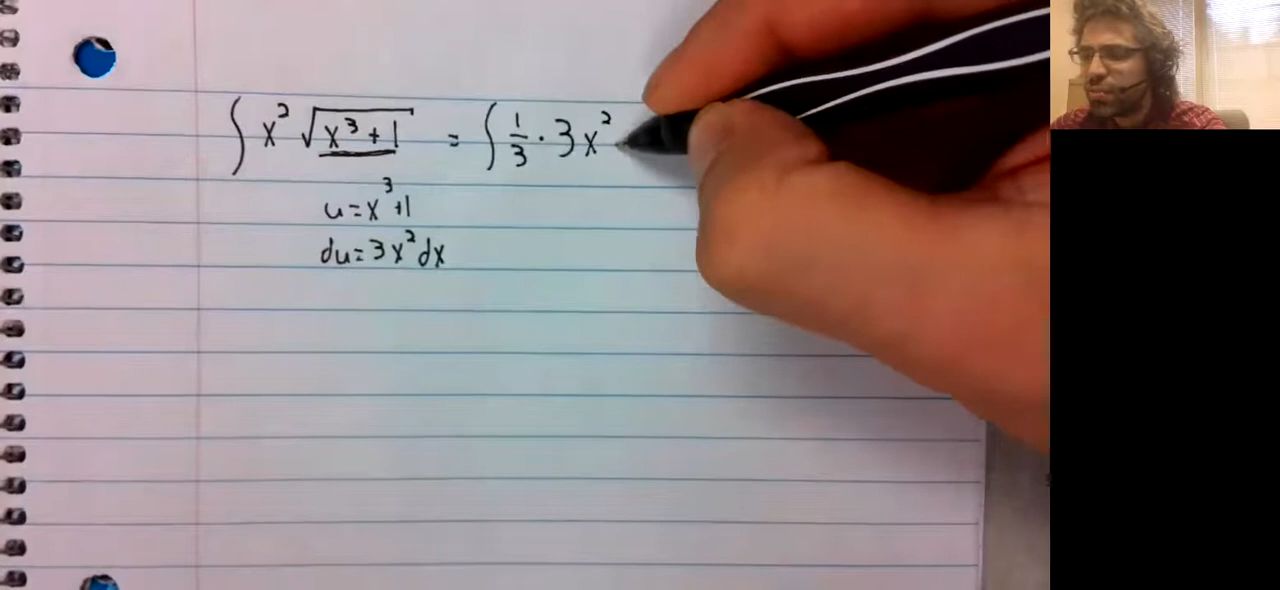 ∫ x² √(x³ + 1) = ∫ 1/3 · 3x²
u = x³ + 1
du = 3x² dx